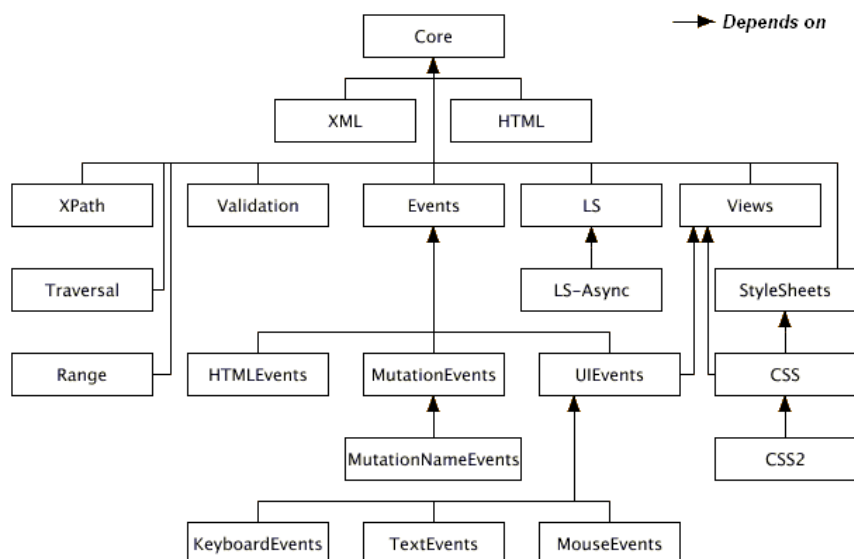 Core
Depends on
XML
HTML
XPath
Validation
Events
LS
Views
Traversal
LS-Async
StyleSheets
Range
HTMLEvents
MutationEvents
UIEvents
CSS
MutationNameEvents
CSS2
KeyboardEvents
TextEvents
MouseEvents